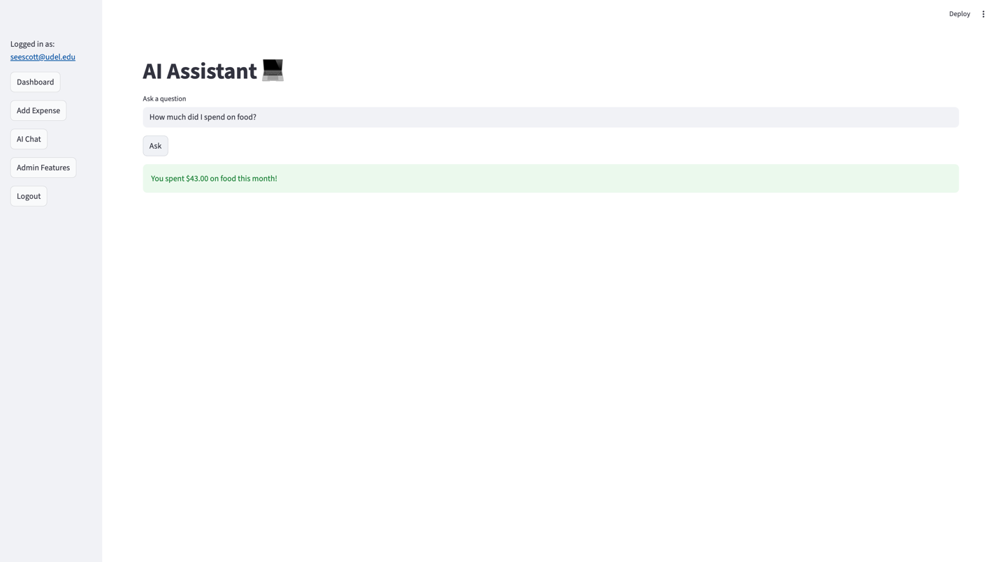 Deploy
Logged in as:
seescott@udel.edu
Dashboard
Add Expense
AI Chat
Admin Features
Logout
AI Assistant 💻
Ask a question
How much did I spend on food?
Ask
You spent $43.00 on food this month!